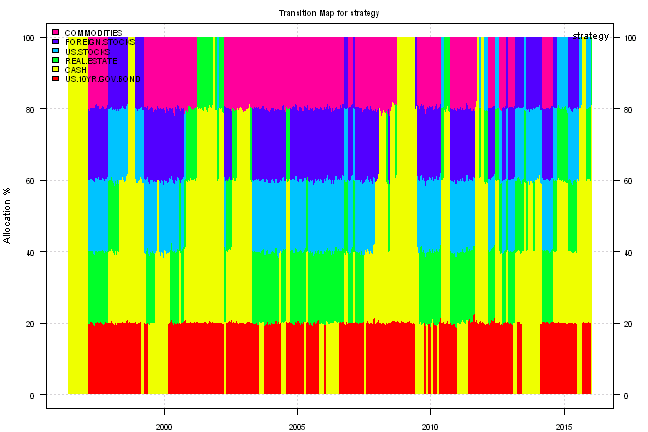 Transition Map for strategy
strategy
COMMODITIES
FOREIGN.STOCKS
US.STOCKS
REAL.ESTATE
CASH
US.10YR.GOV.BOND
Allocation %
100
80
60
40
20
0
100
80
60
40
20
0
2000
2005
2010
2015